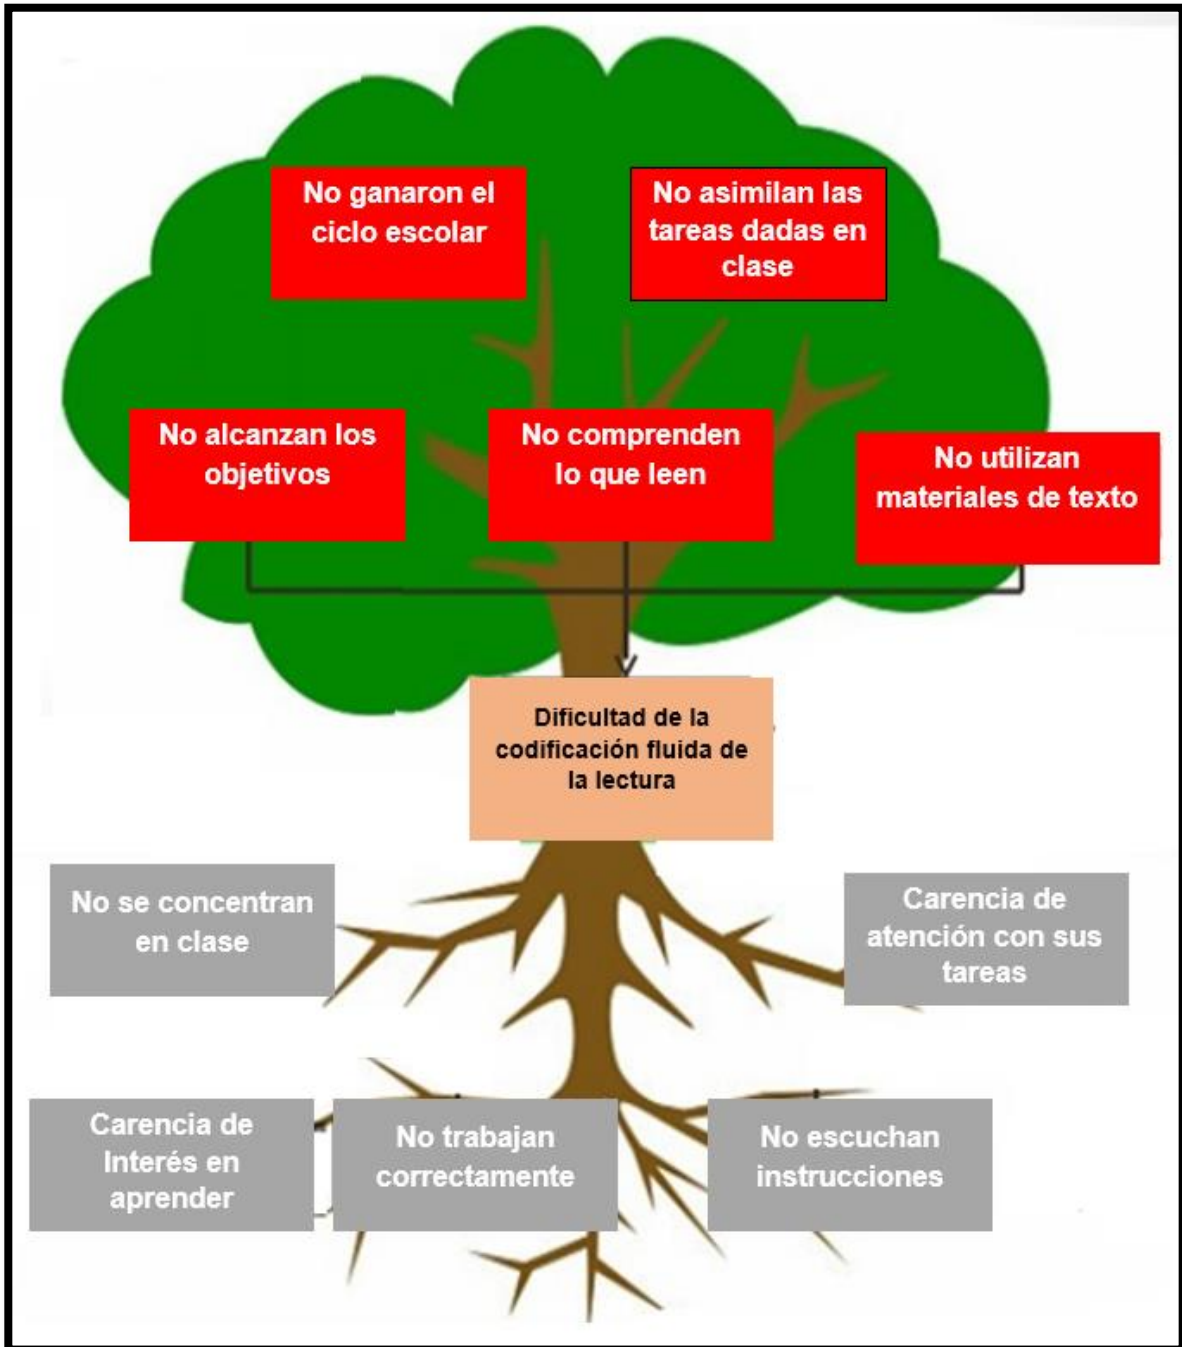 No ganaron el
ciclo escolar
No asimilan las
tareas dadas en
clase
No alcanzan los
objetivos
No comprenden
lo que leen
No utilizan
materiales de texto
Dificultad de la
codificación fluida de
la lectura
No se concentran
en clase
Carencia de
atención con sus
tareas
Carencia de
Interés en
aprender
No trabajan
correctamente
No escuchan
instrucciones